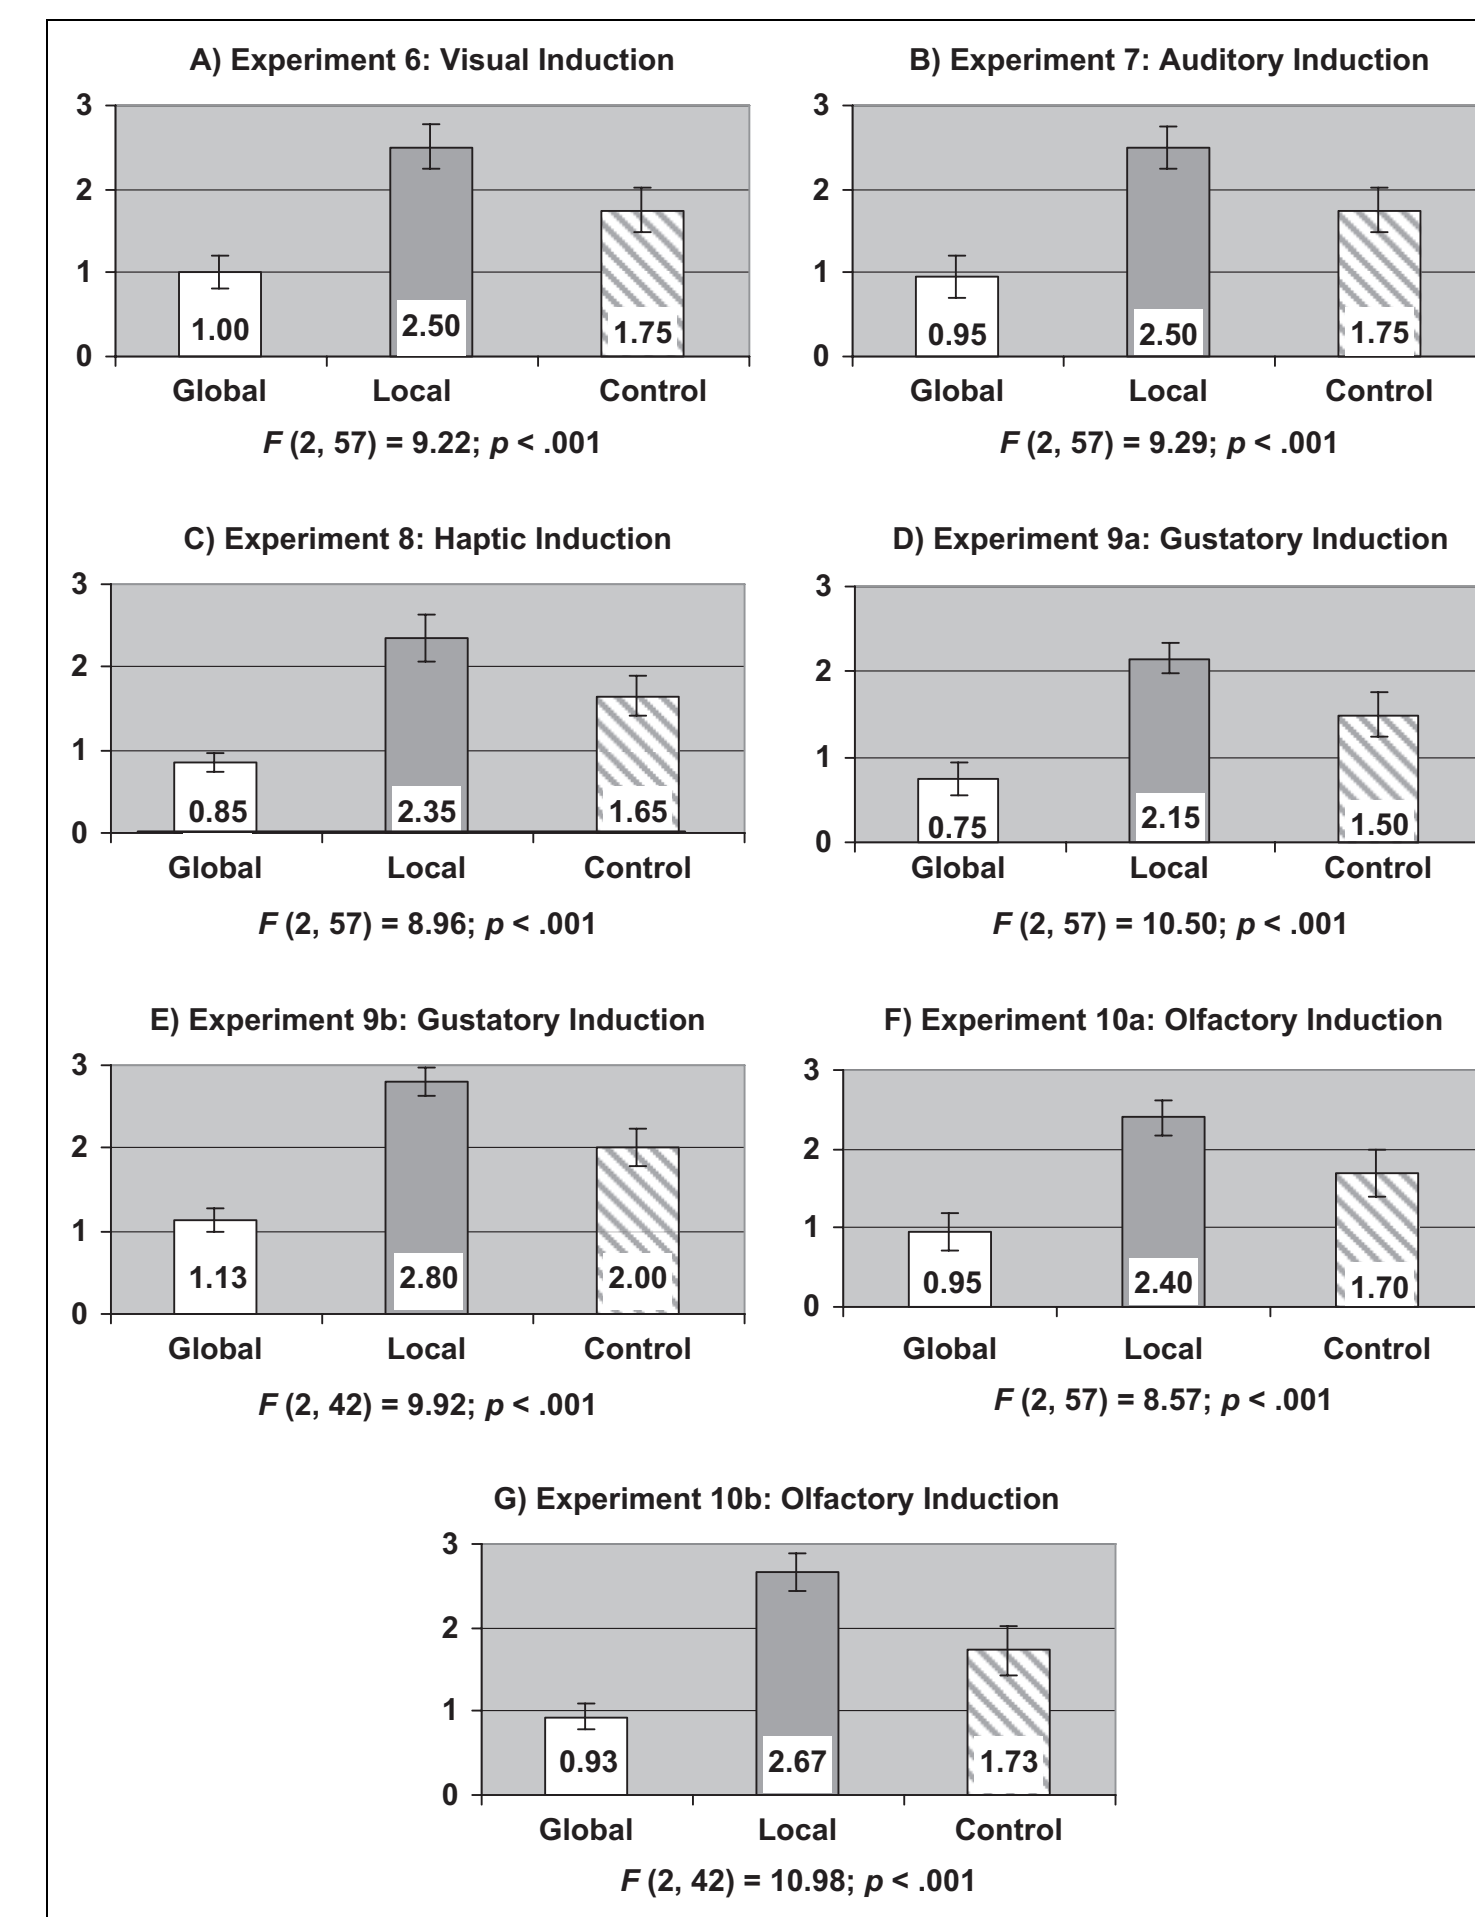 A) Experiment 6: Visual Induction
3
2
1
0
1.00
2.50
1.75
Global Local Control
F (2, 57) = 9.22; p < .001
B) Experiment 7: Auditory Induction
3
2
1
0
0.95
2.50
1.75
Global Local Control
F (2, 57) = 9.29; p < .001
C) Experiment 8: Haptic Induction
3
2
1
0
0.85
2.35
1.65
Global Local Control
F (2, 57) = 8.96; p < .001
D) Experiment 9a: Gustatory Induction
3
2
1
0
0.75
2.15
1.50
Global Local Control
F (2, 57) = 10.50; p < .001
E) Experiment 9b: Gustatory Induction
3
2
1
0
1.13
2.80
2.00
Global Local Control
F (2, 42) = 9.92; p < .001
F) Experiment 10a: Olfactory Induction
3
2
1
0
0.95
2.40
1.70
Global Local Control
F (2, 57) = 8.57; p < .001
G) Experiment 10b: Olfactory Induction
3
2
1
0
0.93
2.67
1.73
Global Local Control
F (2, 42) = 10.98; p < .001